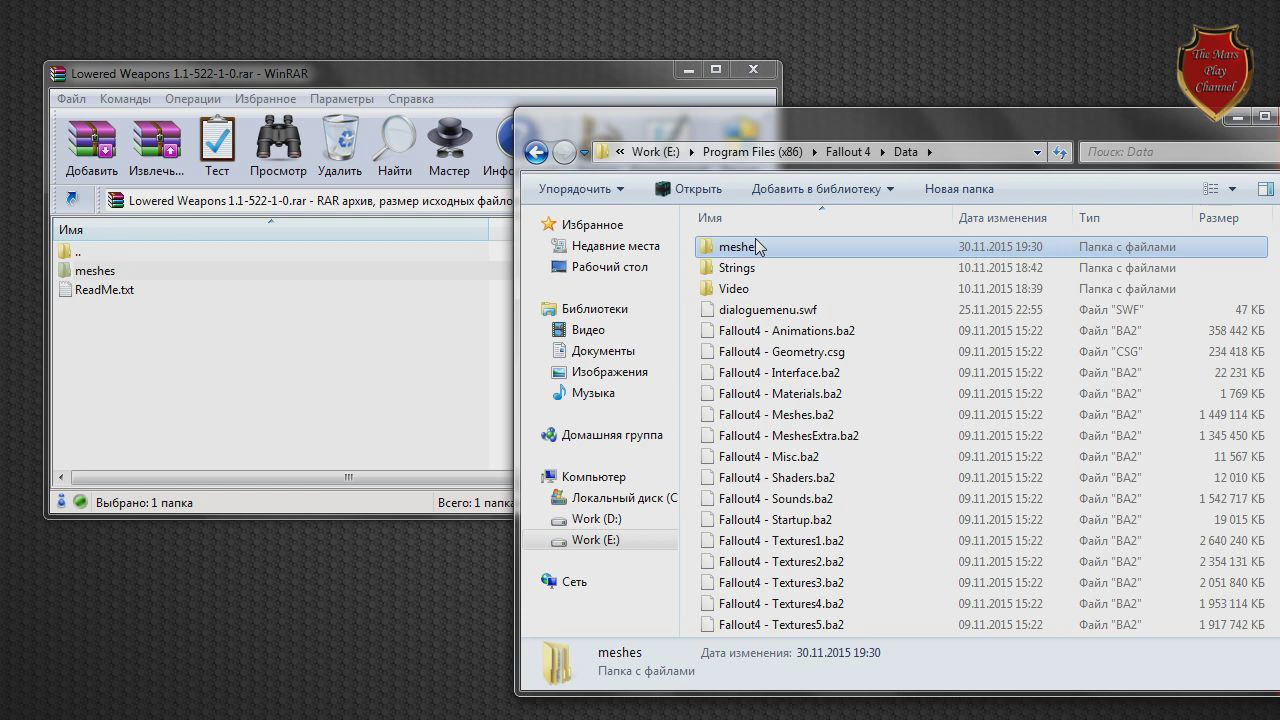 The Mars
Play
Channel
Lowered Weapons 1.1-522-1-0.rar - WinRAR
Файл Команды Операции Избранное Параметры Справка
Добавить Извлечь... Тест Просмотр Удалить Найти Мастер
Lowered Weapons 1.1-522-1-0.rar - RAR архив, размер исходных
Имя
..
meshes
ReadMe.txt
Выбрано: 1 папка
Всего: 1 папка
Work (E:) Program Files (x86) Fallout 4 Data
Поиск: Data
Упорядочить Открыть Добавить в библиотеку Новая папка
Избранное
Недавние места
Рабочий стол
Библиотеки
Видео
Документы
Изображения
Музыка
Домашняя группа
Компьютер
Локальный диск (C
Work (D:)
Work (E:)
Сеть
Имя Дата изменения Тип Размер
meshes 30.11.2015 19:30 Папка с файлами
Strings 10.11.2015 18:42 Папка с файлами
Video 10.11.2015 18:39 Папка с файлами
dialoguemenu.swf 25.11.2015 22:55 Файл "SWF" 47 КБ
Fallout4 - Animations.ba2 09.11.2015 15:22 Файл "BA2" 358 442 КБ
Fallout4 - Geometry.csg 09.11.2015 15:22 Файл "CSG" 234 418 КБ
Fallout4 - Interface.ba2 09.11.2015 15:22 Файл "BA2" 22 231 КБ
Fallout4 - Materials.ba2 09.11.2015 15:22 Файл "BA2" 1 769 КБ
Fallout4 - Meshes.ba2 09.11.2015 15:22 Файл "BA2" 1 449 114 КБ
Fallout4 - MeshesExtra.ba2 09.11.2015 15:22 Файл "BA2" 1 345 450 КБ
Fallout4 - Misc.ba2 09.11.2015 15:22 Файл "BA2" 11 567 КБ
Fallout4 - Shaders.ba2 09.11.2015 15:22 Файл "BA2" 12 010 КБ
Fallout4 - Sounds.ba2 09.11.2015 15:22 Файл "BA2" 1 542 717 КБ
Fallout4 - Startup.ba2 09.11.2015 15:22 Файл "BA2" 19 015 КБ
Fallout4 - Textures1.ba2 09.11.2015 15:22 Файл "BA2" 2 640 240 КБ
Fallout4 - Textures2.ba2 09.11.2015 15:22 Файл "BA2" 2 354 131 КБ
Fallout4 - Textures3.ba2 09.11.2015 15:22 Файл "BA2" 2 051 840 КБ
Fallout4 - Textures4.ba2 09.11.2015 15:22 Файл "BA2" 1 953 114 КБ
Fallout4 - Textures5.ba2 09.11.2015 15:22 Файл "BA2" 1 917 742 КБ
meshes Дата изменения: 30.11.2015 19:30
Папка с файлами